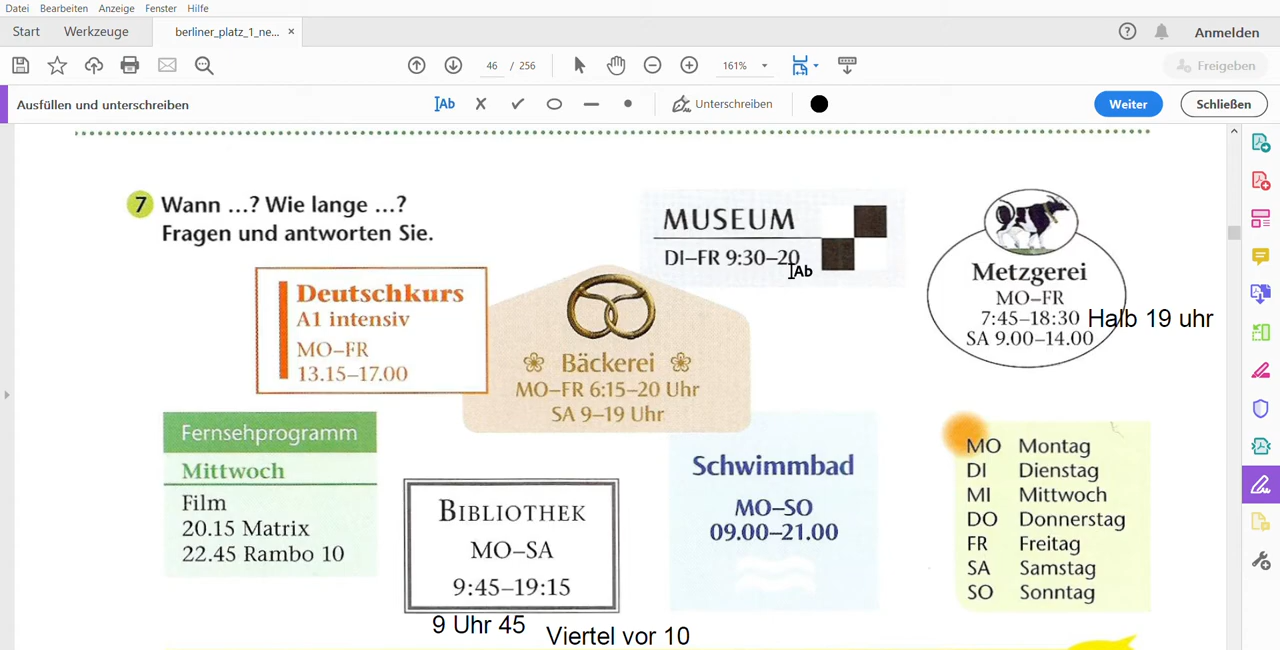 Datei Bearbeiten Anzeige Fenster Hilfe
Start Werkzeuge berliner_platz_1_ne... × Anmelden
46 / 256 161% Freigeben
Ausfüllen und unterschreiben Ab Unterschreiben Weiter Schließen
7 Wann ...? Wie lange ...?
Fragen und antworten Sie.
MUSEUM
DI–FR 9:30–20
Ab
Metzgerei
MO–FR
7:45–18:30
SA 9.00–14.00
Halb 19 uhr
Deutschkurs
A1 intensiv
MO–FR
13.15–17.00
Bäckerei
MO–FR 6:15–20 Uhr
SA 9–19 Uhr
Fernsehprogramm
Mittwoch
Film
20.15 Matrix
22.45 Rambo 10
BIBLIOTHEK
MO–SA
9:45–19:15
9 Uhr 45
Viertel vor 10
Schwimmbad
MO–SO
09.00–21.00
MO Montag
DI Dienstag
MI Mittwoch
DO Donnerstag
FR Freitag
SA Samstag
SO Sonntag